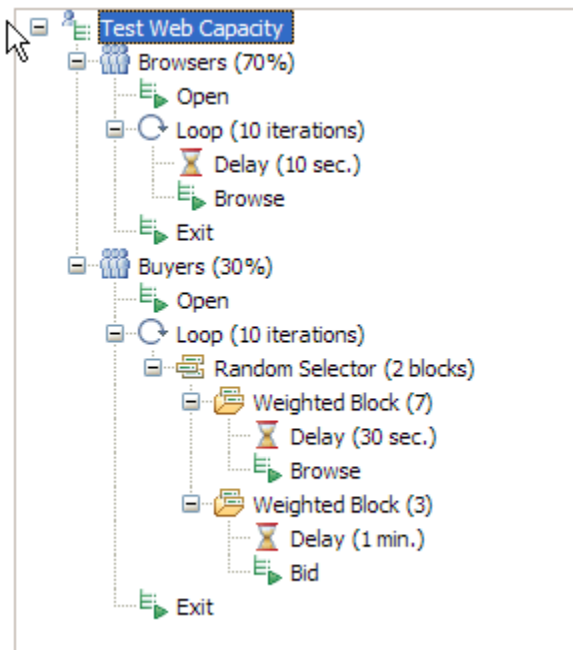 Test Web Capacity
Browsers (70%)
Open
Loop (10 iterations)
Delay (10 sec.)
Browse
Exit
Buyers (30%)
Open
Loop (10 iterations)
Random Selector (2 blocks)
Weighted Block (7)
Delay (30 sec.)
Browse
Weighted Block (3)
Delay (1 min.)
Bid
Exit